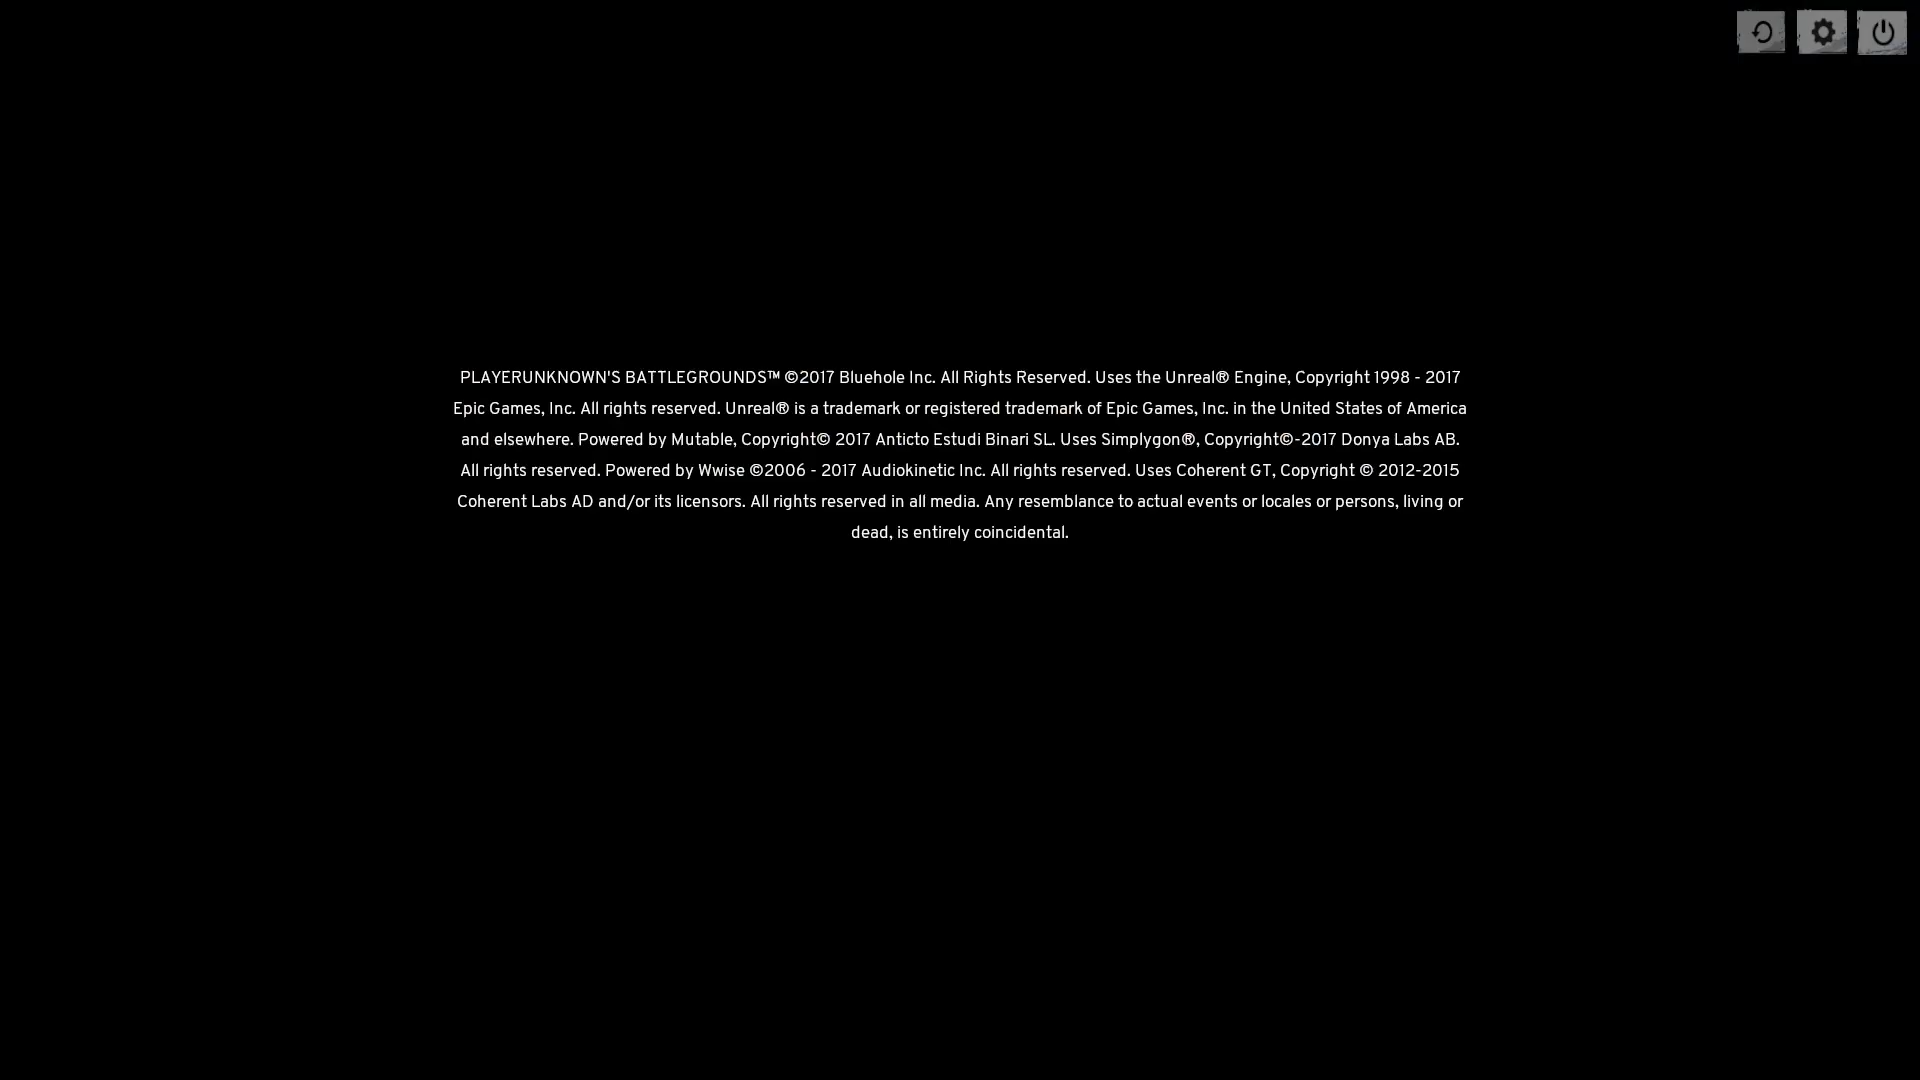 PLAYERUNKNOWN'S BATTLEGROUNDS™ ©2017 Bluehole Inc. All Rights Reserved. Uses the Unreal® Engine, Copyright 1998 - 2017
Epic Games, Inc. All rights reserved. Unreal® is a trademark or registered trademark of Epic Games, Inc. in the United States of America
and elsewhere. Powered by Mutable, Copyright© 2017 Anticto Estudi Binari SL. Uses Simplygon®, Copyright©-2017 Donya Labs AB.
All rights reserved. Powered by Wwise ©2006 - 2017 Audiokinetic Inc. All rights reserved. Uses Coherent GT, Copyright © 2012-2015
Coherent Labs AD and/or its licensors. All rights reserved in all media. Any resemblance to actual events or locales or persons, living or
dead, is entirely coincidental.